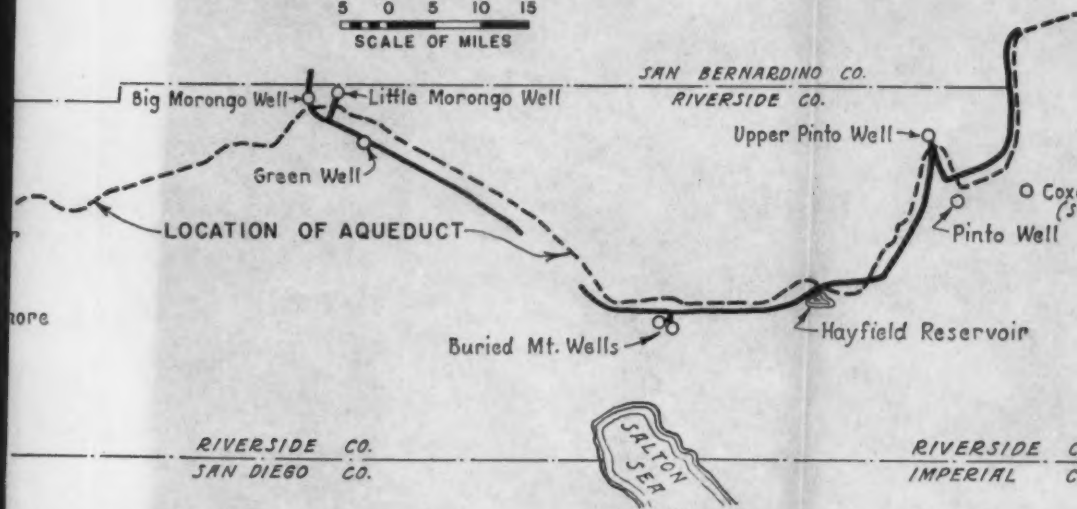 5 0 5 10 15
SCALE OF MILES
SAN BERNARDINO CO.
RIVERSIDE CO.
Big Morongo Well
Little Morongo Well
Upper Pinto Well
Green Well
LOCATION OF AQUEDUCT
Pinto Well
Hayfield Reservoir
Buried Mt. Wells
SALTON
SEA
RIVERSIDE CO.
SAN DIEGO CO.
RIVERSIDE
IMPERIAL